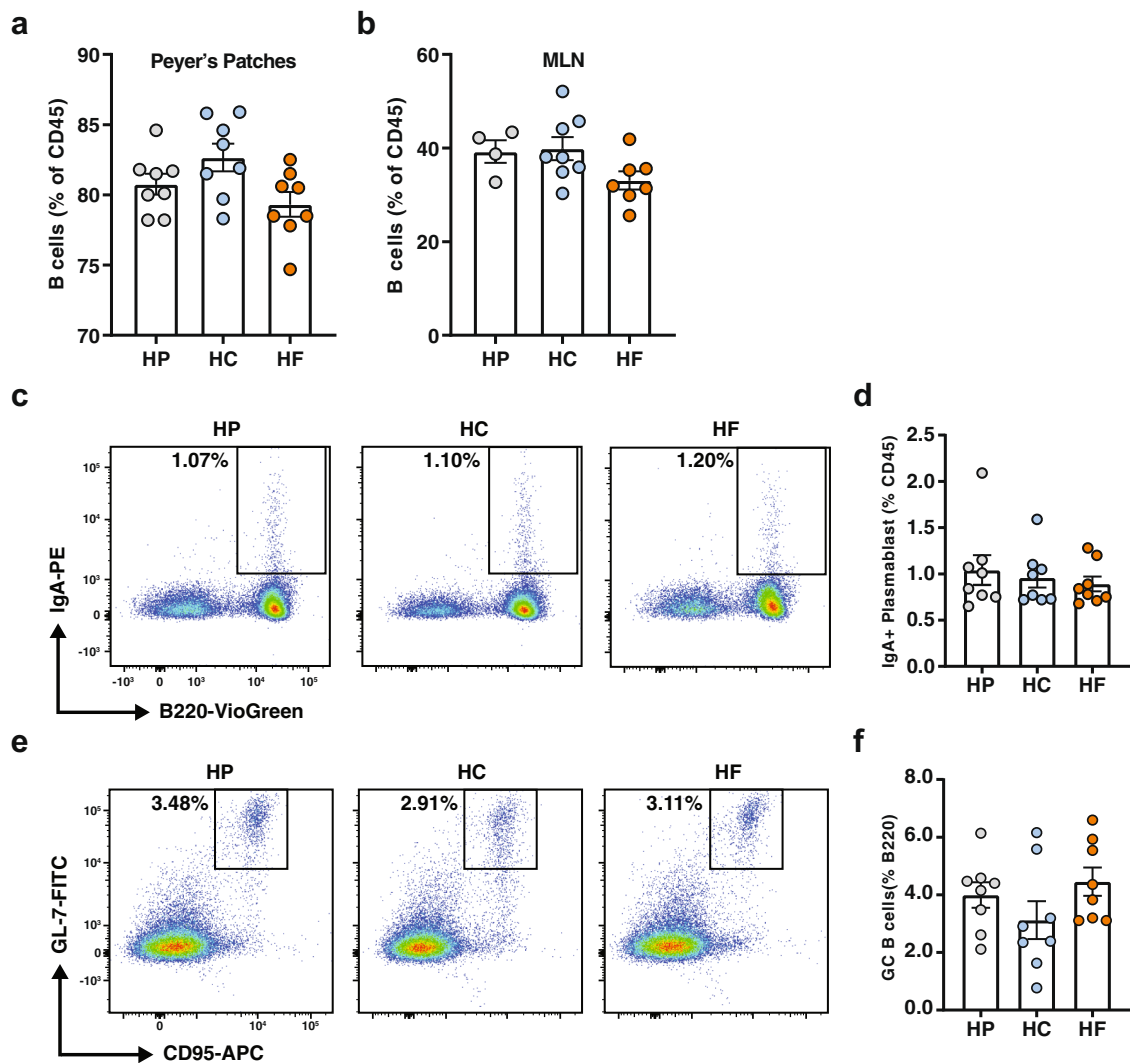 a
Peyer's Patches
B cells (% of CD45)
90
85
80
75
70
HP HC HF
b
MLN
B cells (% of CD45)
60
40
20
0
HP HC HF
c
HP HC HF
1.07% 1.10% 1.20%
IgA-PE
10⁵
10⁴
10³
0
-10³
-10³ 0 10³ 10⁴ 10⁵
B220-VioGreen
d
IgA+ Plasmablast (% CD45)
2.5
2.0
1.5
1.0
0.5
0.0
HP HC HF
e
HP HC HF
3.48% 2.91% 3.11%
GL-7-FITC
10⁵
10⁴
10³
0
-10³
0 10⁴ 10⁵
CD95-APC
f
GC B cells(% B220)
8.0
6.0
4.0
2.0
0.0
HP HC HF